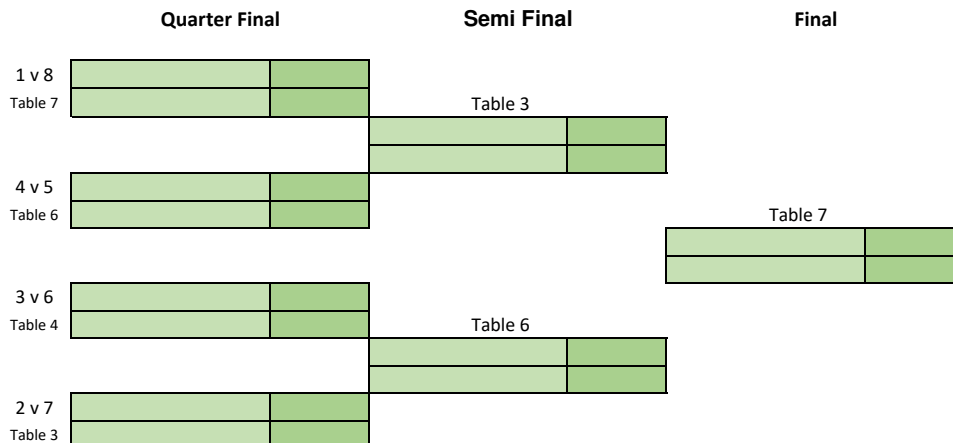 Quarter Final Semi Final Final
1 v 8
Table 7
Table 3
4 v 5
Table 6
Table 7
3 v 6
Table 4
Table 6
2 v 7
Table 3